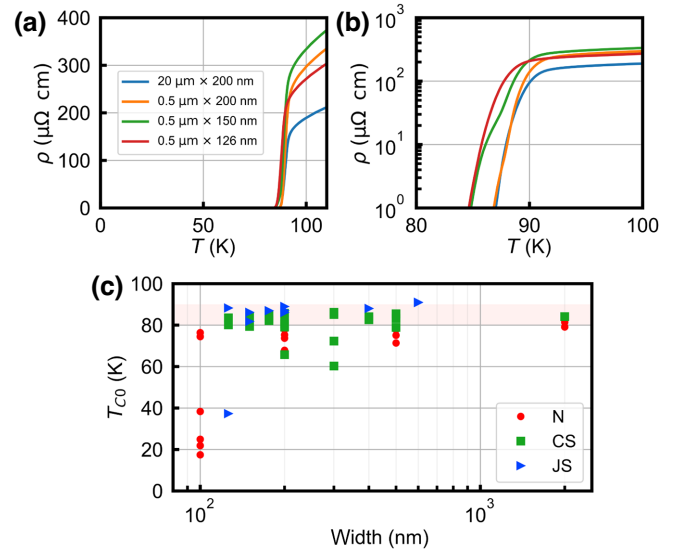 (a)
400
300
200
100
0
ρ (μΩ cm)
20 μm × 200 nm
0.5 μm × 200 nm
0.5 μm × 150 nm
0.5 μm × 126 nm
0 50 100
T (K)
(b)
10³
10²
10¹
10⁰
ρ (μΩ cm)
80 90 100
T (K)
(c)
100
80
60
40
20
0
T_C0 (K)
N
CS
JS
10² 10³
Width (nm)